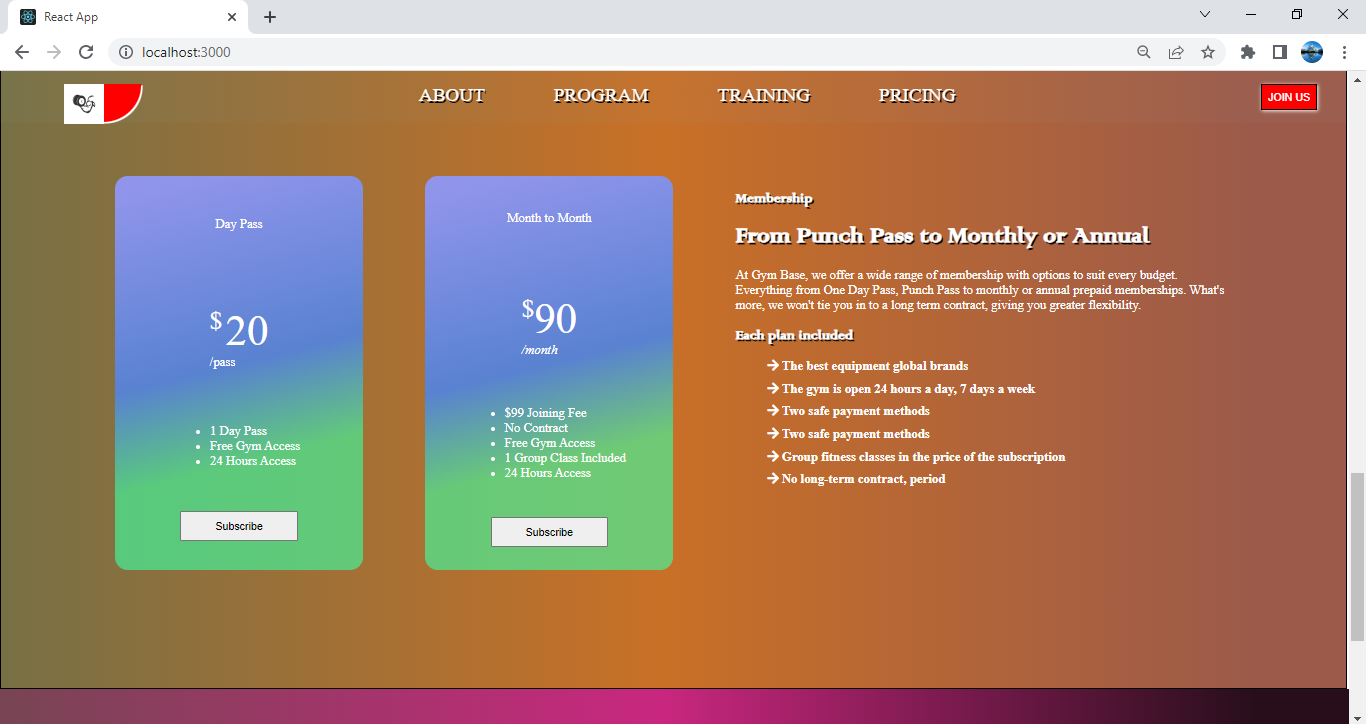 React App
localhost:3000
ABOUT PROGRAM TRAINING PRICING JOIN US
Day Pass
$20
/pass
1 Day Pass
Free Gym Access
24 Hours Access
Subscribe
Month to Month
$90
/month
$99 Joining Fee
No Contract
Free Gym Access
1 Group Class Included
24 Hours Access
Subscribe
Membership
From Punch Pass to Monthly or Annual
At Gym Base, we offer a wide range of membership with options to suit every budget.
Everything from One Day Pass, Punch Pass to monthly or annual prepaid memberships. What's
more, we won't tie you in to a long term contract, giving you greater flexibility.
Each plan included
The best equipment global brands
The gym is open 24 hours a day, 7 days a week
Two safe payment methods
Two safe payment methods
Group fitness classes in the price of the subscription
No long-term contract, period